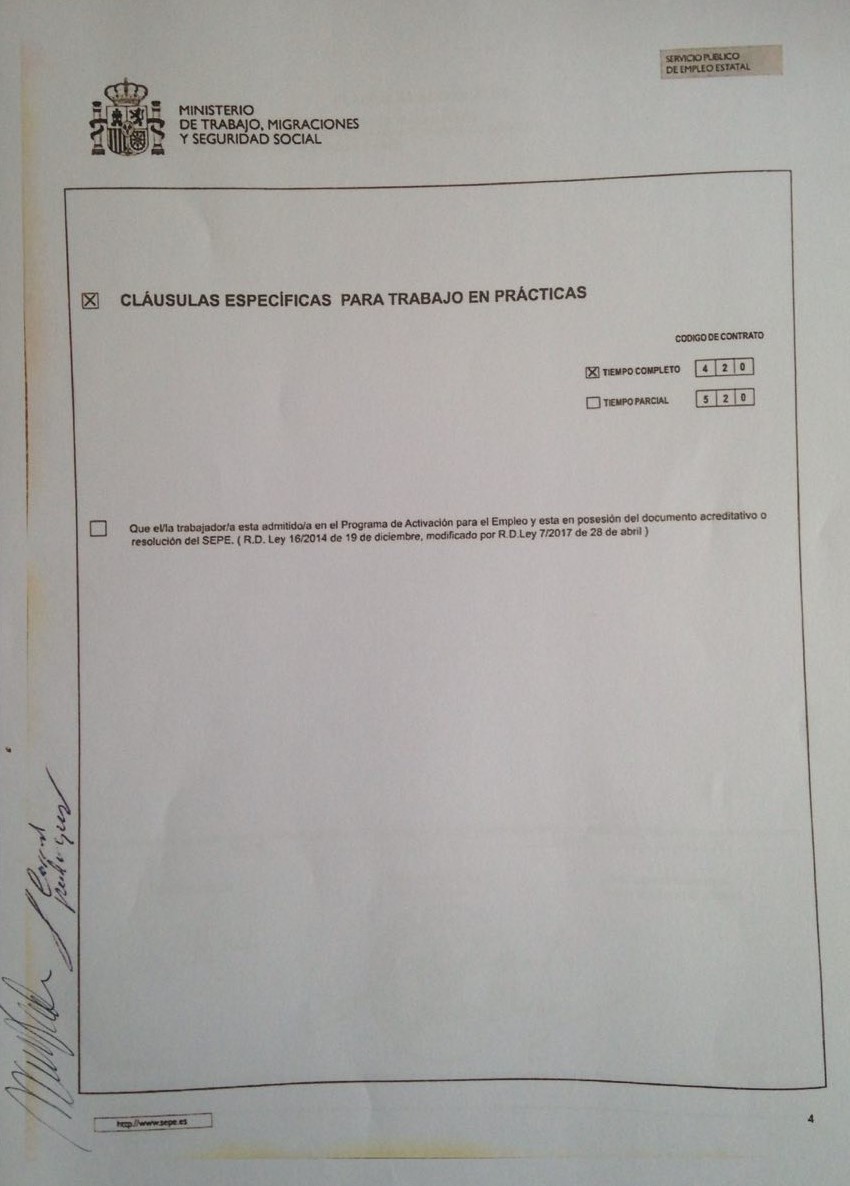 SERVICIO PUBLICO
DE EMPLEO ESTATAL
MINISTERIO
DE TRABAJO, MIGRACIONES
Y SEGURIDAD SOCIAL
CLÁUSULAS ESPECÍFICAS PARA TRABAJO EN PRÁCTICAS
CODIGO DE CONTRATO
TIEMPO COMPLETO 4 2 0
TIEMPO PARCIAL 5 2 0
Que el/la trabajador/a esta admitido/a en el Programa de Activación para el Empleo y esta en posesión del documento acreditativo o
resolución del SEPE. ( R.D. Ley 16/2014 de 19 de diciembre, modificado por R.D.Ley 7/2017 de 28 de abril )
http://www.sepe.es
4